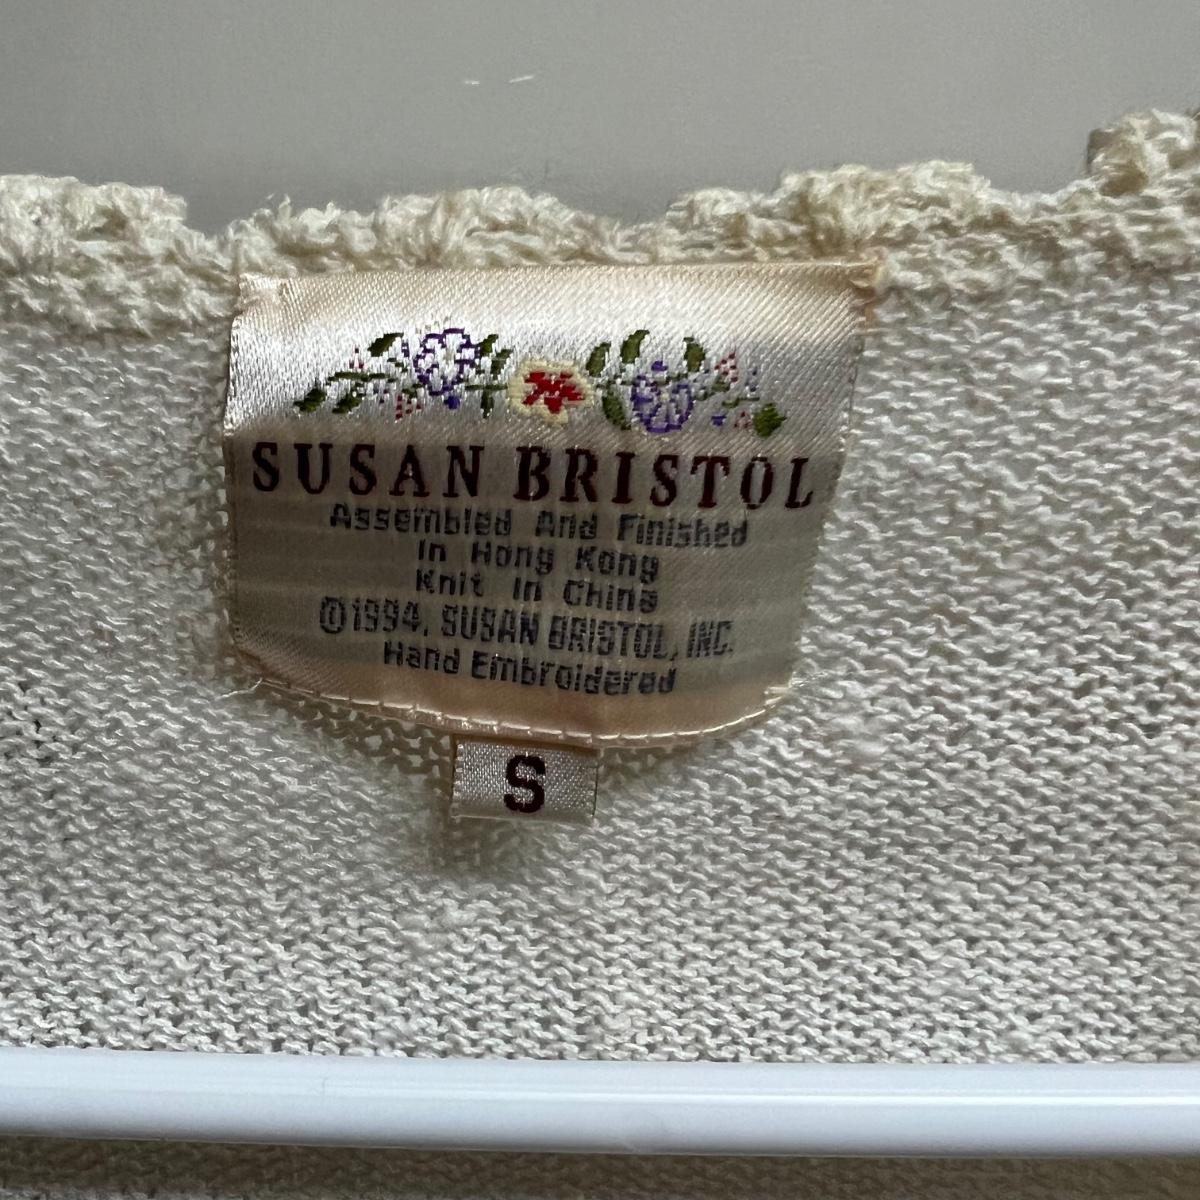 SUSAN BRISTOL
Assembled And Finished
In Hong Kong
Knit In China
©1994. SUSAN BRISTOL, INC.
Hand Embroidered
S